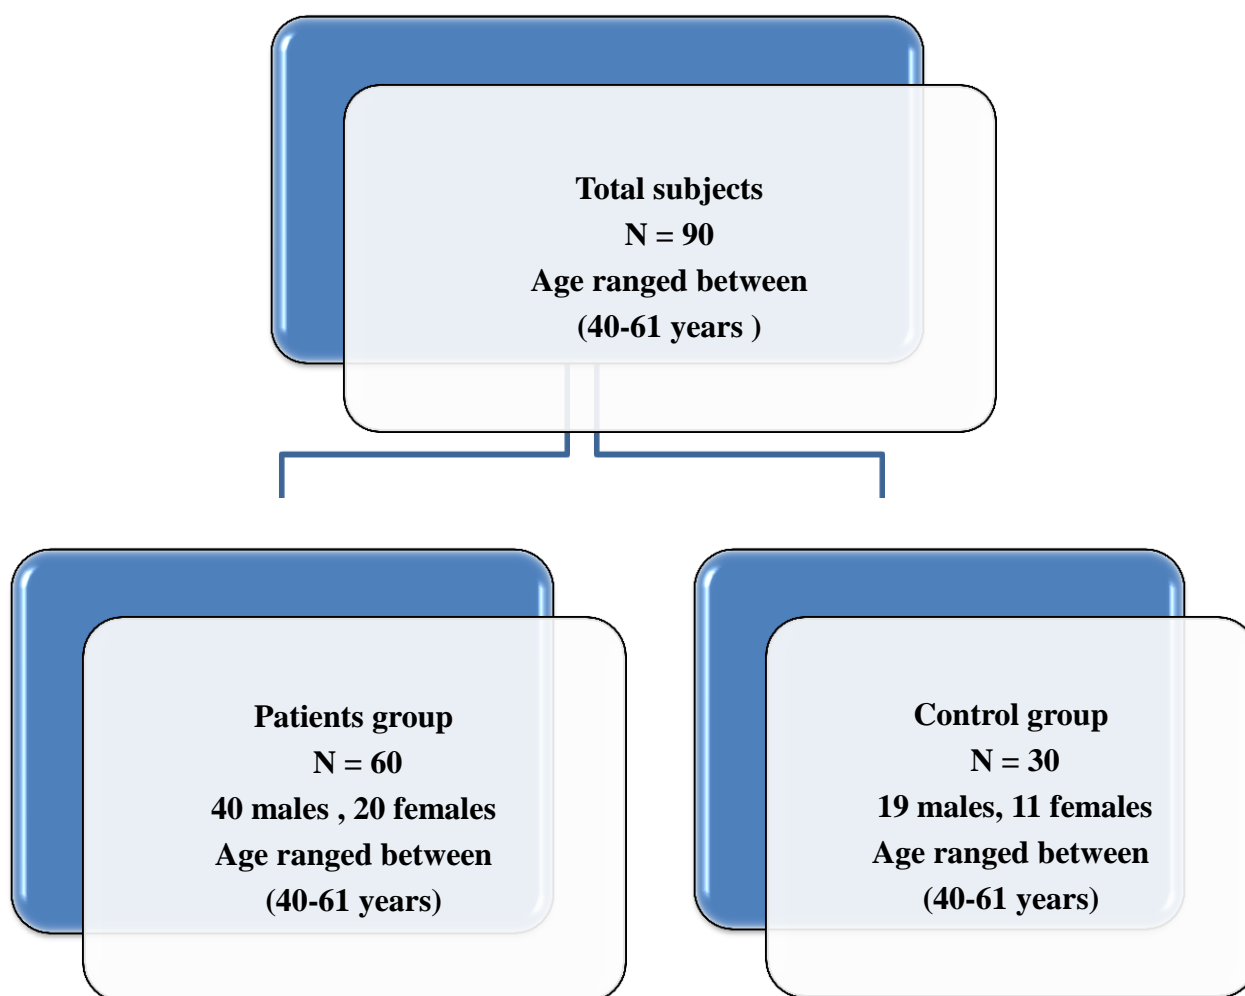 Total subjects
N = 90
Age ranged between
(40-61 years )
Patients group
N = 60
40 males , 20 females
Age ranged between
(40-61 years)
Control group
N = 30
19 males, 11 females
Age ranged between
(40-61 years)